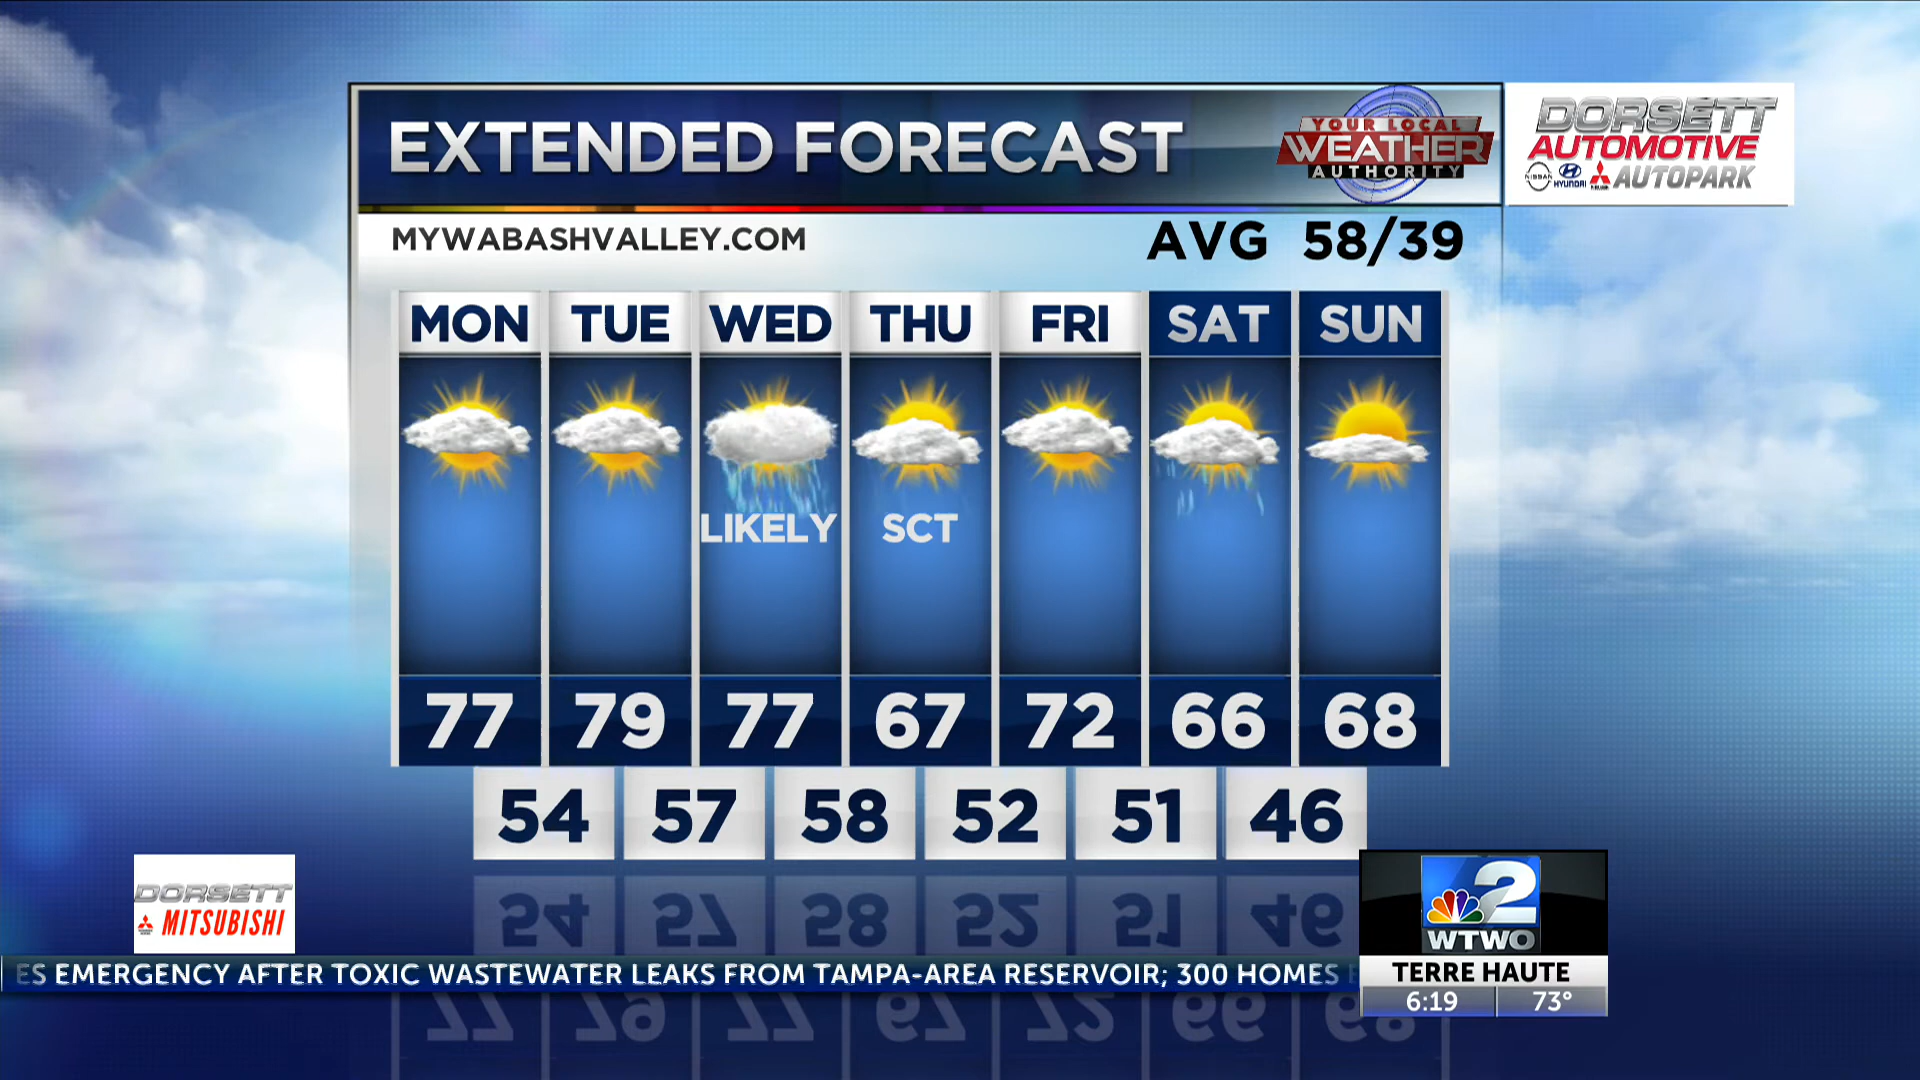 EXTENDED FORECAST
YOUR LOCAL
WEATHER
AUTHORITY
DORSETT
AUTOMOTIVE
NISSAN HYUNDAI AUTOPARK
MYWABASHVALLEY.COM
AVG 58/39
MON TUE WED THU FRI SAT SUN
LIKELY SCT
77 79 77 67 72 66 68
54 57 58 52 51 46
DORSETT
MITSUBISHI
2
WTWO
ES EMERGENCY AFTER TOXIC WASTEWATER LEAKS FROM TAMPA-AREA RESERVOIR; 300 HOMES
TERRE HAUTE
6:19 73°